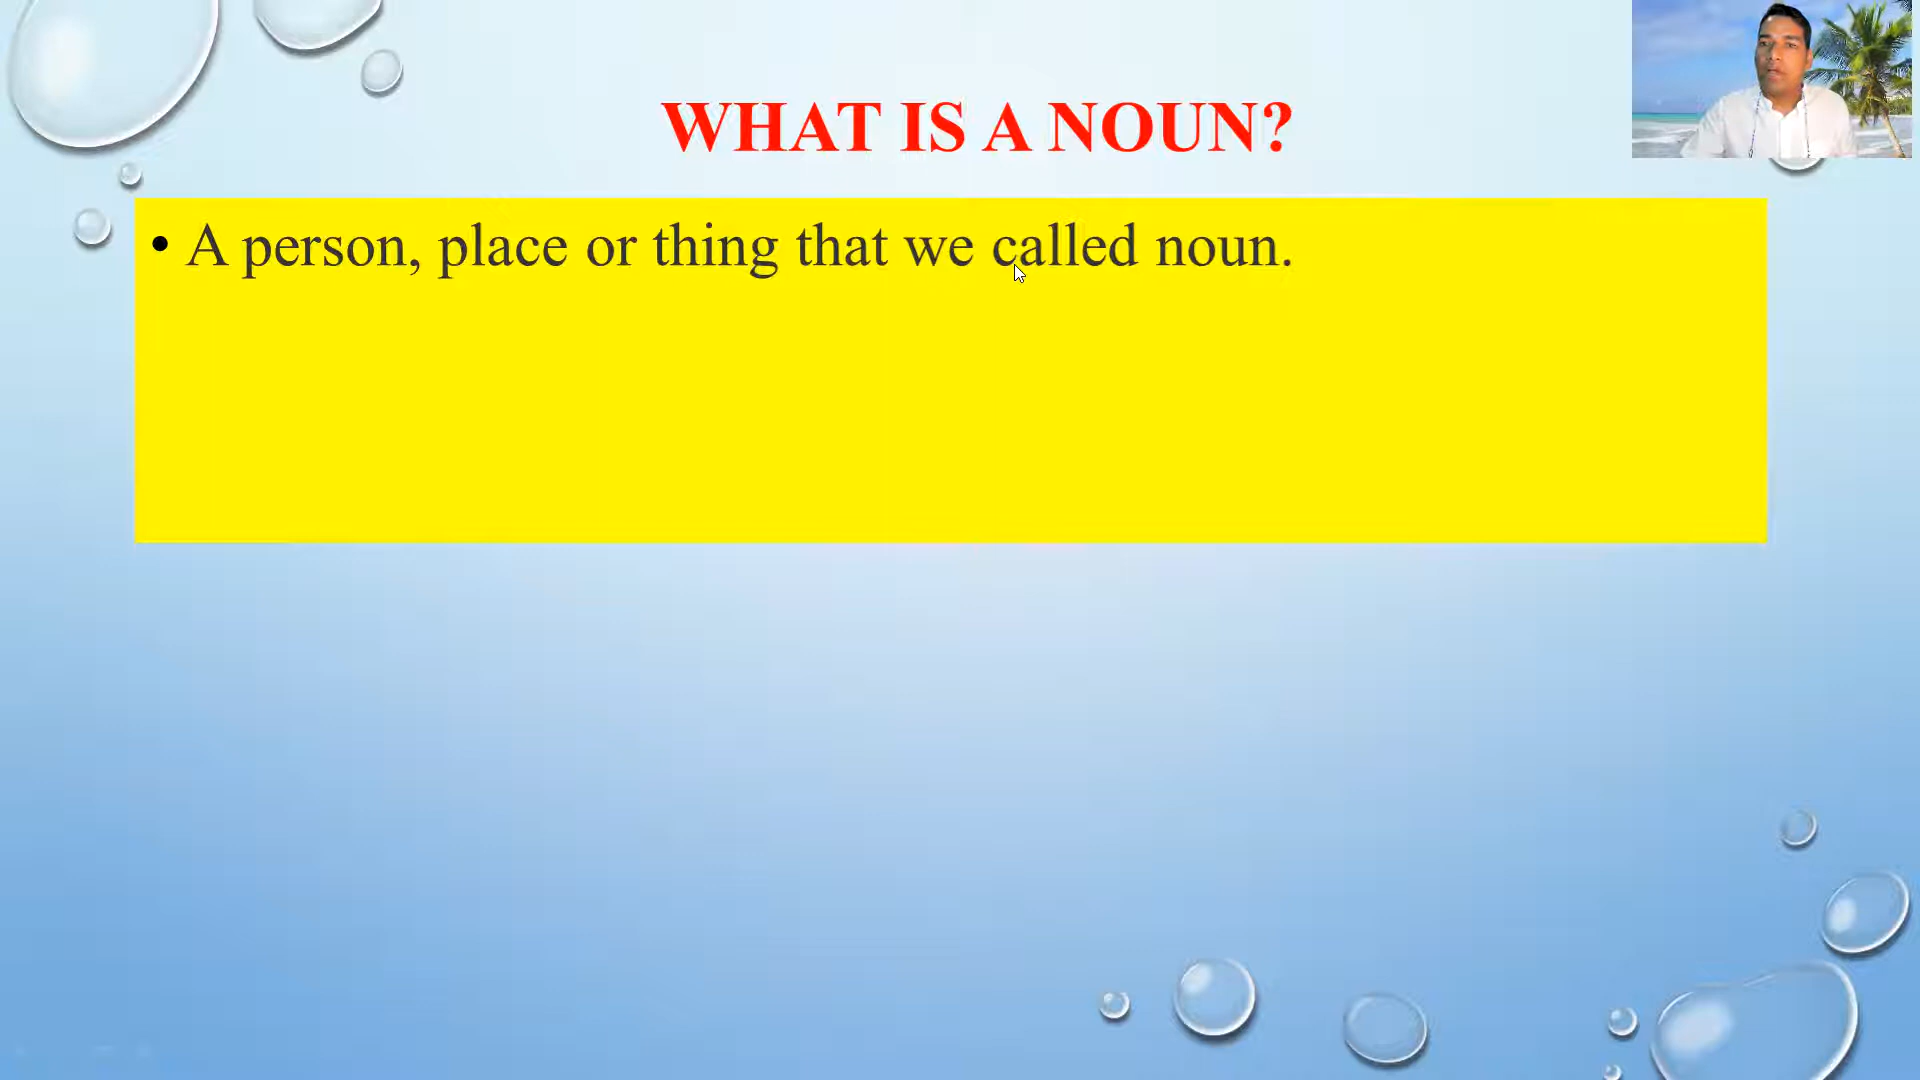 WHAT IS A NOUN?
• A person, place or thing that we called noun.